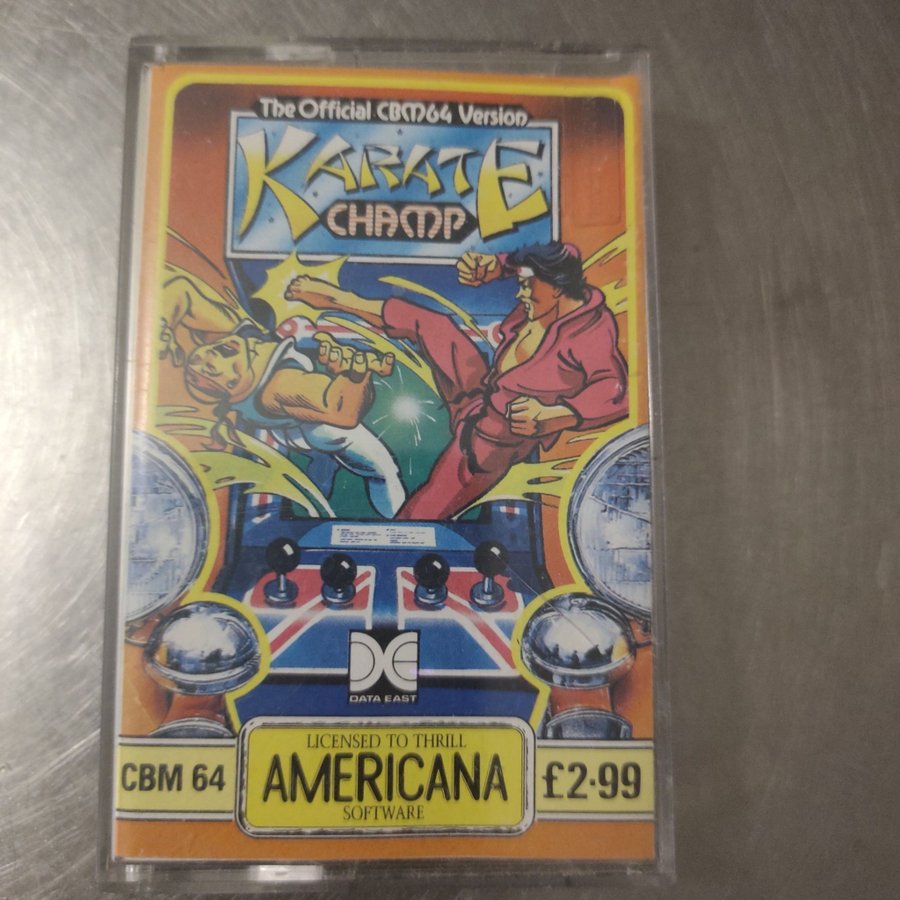 The Official CBM64 Version
KARATE
CHAMP
DATA EAST
LICENSED TO THRILL
CBM 64
AMERICANA
£2·99
SOFTWARE